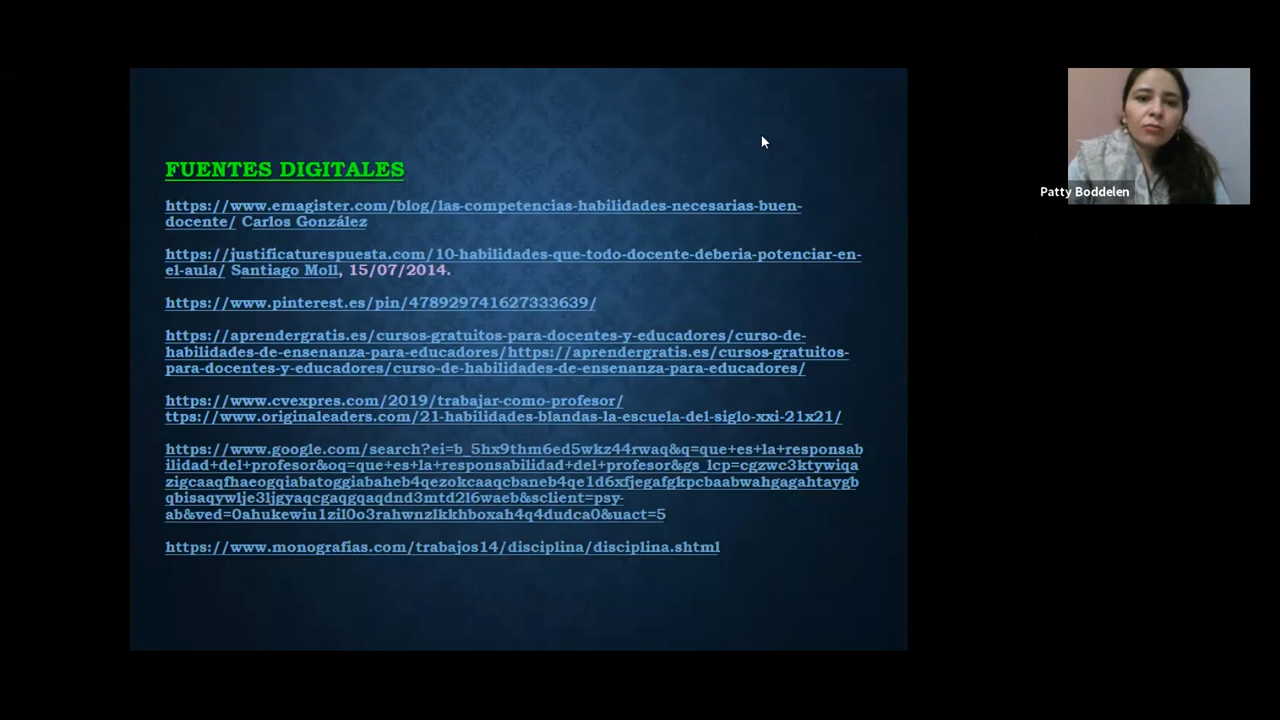 FUENTES DIGITALES
https://www.emagister.com/blog/las-competencias-habilidades-necesarias-buen-
docente/ Carlos González
https://justificaturespuesta.com/10-habilidades-que-todo-docente-deberia-potenciar-en-
el-aula/ Santiago Moll, 15/07/2014.
https://www.pinterest.es/pin/478929741627333639/
https://aprendergratis.es/cursos-gratuitos-para-docentes-y-educadores/curso-de-
habilidades-de-ensenanza-para-educadores/https://aprendergratis.es/cursos-gratuitos-
para-docentes-y-educadores/curso-de-habilidades-de-ensenanza-para-educadores/
https://www.cvexpres.com/2019/trabajar-como-profesor/
ttps://www.originaleaders.com/21-habilidades-blandas-la-escuela-del-siglo-xxi-21x21/
https://www.google.com/search?ei=b_5hx9thm6ed5wkz44rwaq&q=que+es+la+responsab
ilidad+del+profesor&oq=que+es+la+responsabilidad+del+profesor&gs_lcp=cgzwc3ktywiqa
zigcaaqfhaeogqiabatoggiabaheb4qezokcaaqcbaneb4qe1d6xfjegafgkpcbaabwahgagahtaygb
qbisaqywlje3ljgyaqcgaqgqaqdnd3mtd2l6waeb&sclient=psy-
ab&ved=0ahukewiu1zil0o3rahwnzlkkhboxah4q4dudca0&uact=5
https://www.monografias.com/trabajos14/disciplina/disciplina.shtml
Patty Boddelen